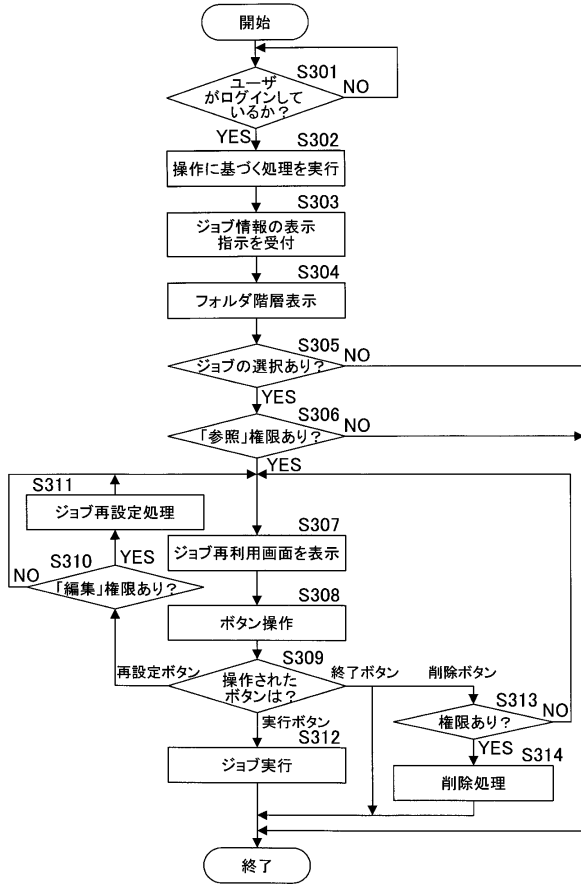 開始
S301
ユーザ
がログインして
いるか?
NO
YES
S302
操作に基づく処理を実行
S303
ジョブ情報の表示
指示を受付
S304
フォルダ階層表示
S305
ジョブの選択あり?
NO
YES
S306
「参照」権限あり?
NO
YES
S311
ジョブ再設定処理
S307
ジョブ再利用画面を表示
S310
YES
「編集」権限あり?
NO
S308
ボタン操作
再設定ボタン
S309
操作された
ボタンは?
終了ボタン
削除ボタン
実行ボタン
S313
権限あり?
NO
YES
S312
ジョブ実行
S314
削除処理
終了